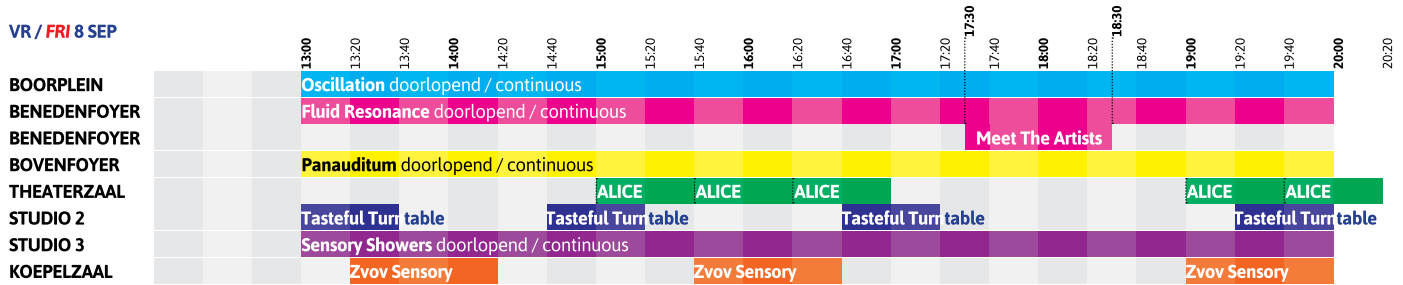 VR / FRI 8 SEP
13:00 13:20 13:40 14:00 14:20 14:40 15:00 15:20 15:40 16:00 16:20 16:40 17:00 17:20 17:30 17:40 18:00 18:20 18:30 18:40 19:00 19:20 19:40 20:00 20:20
BOORPLEIN Oscillation doorlopend / continuous
BENEDENFOYER Fluid Resonance doorlopend / continuous
BENEDENFOYER Meet The Artists
BOVENFOYER Panauditum doorlopend / continuous
THEATERZAAL ALICE ALICE ALICE ALICE ALICE
STUDIO 2 Tasteful Turntable Tasteful Turntable Tasteful Turntable Tasteful Turntable
STUDIO 3 Sensory Showers doorlopend / continuous
KOEPELZAAL Zvov Sensory Zvov Sensory Zvov Sensory